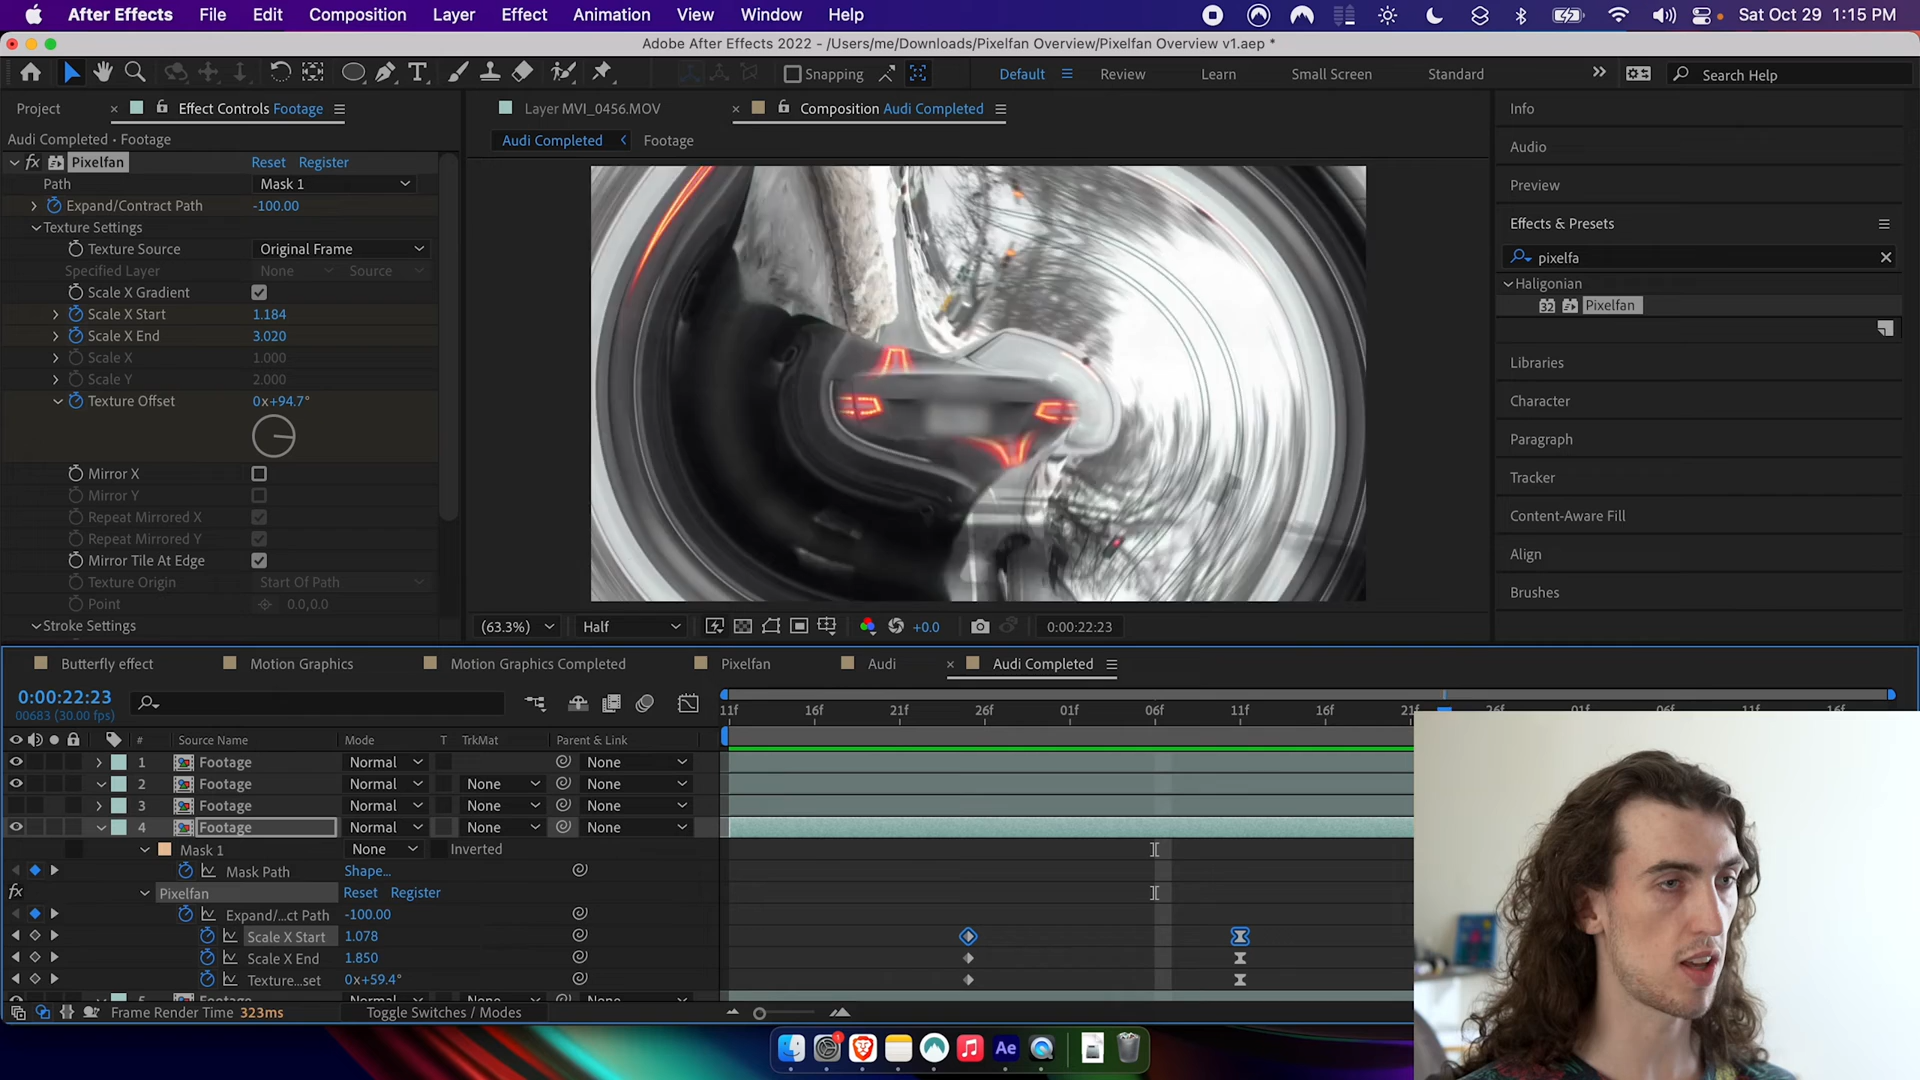 After Effects File Edit Composition Layer Effect Animation View Window Help Sat Oct 29 1:15 PM
Adobe After Effects 2022 - /Users/me/Downloads/Pixelfan Overview/Pixelfan Overview v1.aep *
Snapping Default Review Learn Small Screen Standard Search Help
Project Effect Controls Footage Layer MVI_0456.MOV Composition Audi Completed Info
Audi Completed • Footage Audi Completed Footage
Audio
Pixelfan Reset Register
Path Mask 1 Preview
Expand/Contract Path -100.00
Texture Settings Effects & Presets
Texture Source Original Frame pixelfa
Specified Layer None Source
Haligonian
Scale X Gradient 32 Pixelfan
Scale X Start 1.184
Scale X End 3.020
Scale X 1.000 Libraries
Scale Y 2.000
Texture Offset 0x+94.7° Character
Paragraph
Mirror X Tracker
Mirror Y
Repeat Mirrored X Content-Aware Fill
Repeat Mirrored Y
Mirror Tile At Edge Align
Texture Origin Start Of Path
Point 0.0,0.0 Brushes
Stroke Settings (63.3%) Half +0.0 0:00:22:23
Butterfly effect Motion Graphics Motion Graphics Completed Pixelfan Audi Audi Completed
0:00:22:23
00683 (30.00 fps) 11f 16f 21f 26f 01f 06f 11f 16f 21f 26f 01f 06f 11f 16f
# Source Name Mode T TrkMat Parent & Link
1 Footage Normal None
2 Footage Normal None None
3 Footage Normal None None
4 Footage Normal None None
Mask 1 None Inverted
Mask Path Shape...
fx Pixelfan Reset Register
Expand/...ct Path -100.00
Scale X Start 1.078
Scale X End 1.850
Texture...set 0x+59.4°
5 Footage Normal None None
Frame Render Time 323ms Toggle Switches / Modes
1
Ae